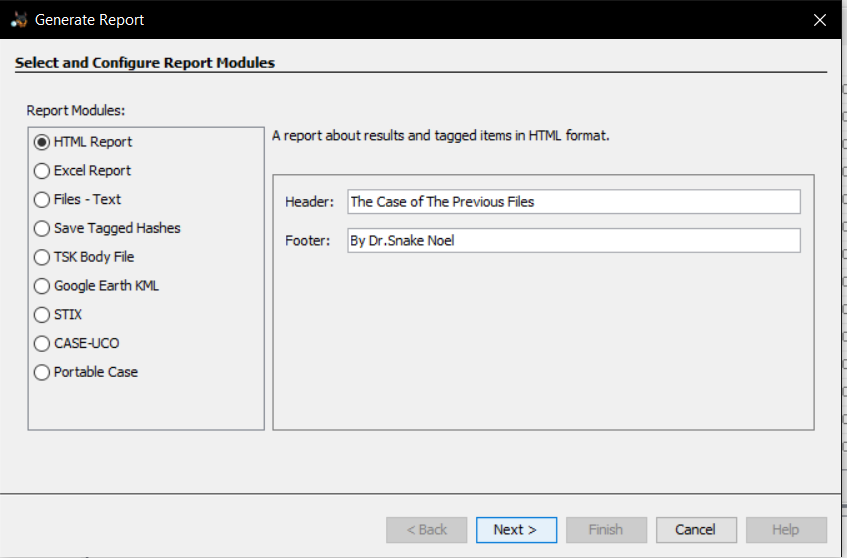 Generate Report
Select and Configure Report Modules
Report Modules:
HTML Report
Excel Report
Files - Text
Save Tagged Hashes
TSK Body File
Google Earth KML
STIX
CASE-UCO
Portable Case
A report about results and tagged items in HTML format.
Header: The Case of The Previous Files
Footer: By Dr.Snake Noel
< Back Next > Finish Cancel Help